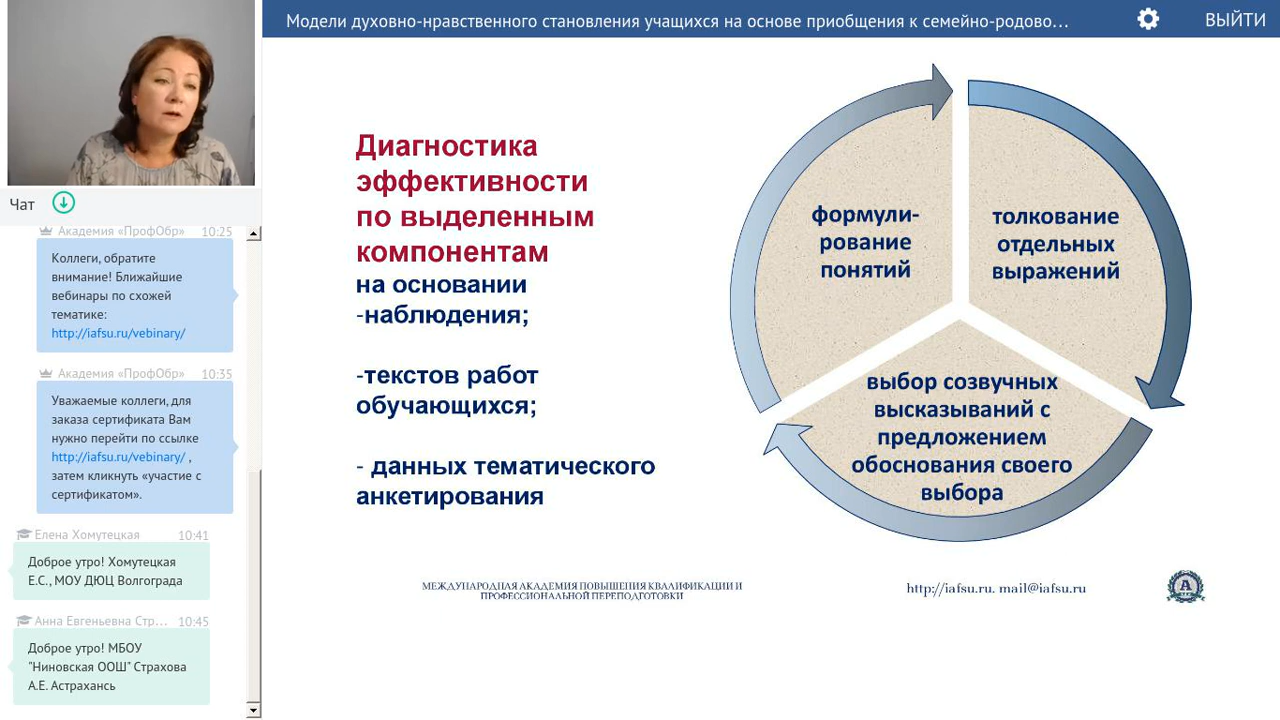 Модели духовно-нравственного становления учащихся на основе приобщения к семейно-родово...
ВЫЙТИ
Чат
Академия «ПрофОбр» 10:25
Коллеги, обратите
внимание! Ближайшие
вебинары по схожей
тематике:
http://iafsu.ru/vebinary/
Академия «ПрофОбр» 10:35
Уважаемые коллеги, для
заказа сертификата Вам
нужно перейти по ссылке
http://iafsu.ru/vebinary/ ,
затем кликнуть «участие с
сертификатом».
Елена Хомутецкая 10:41
Доброе утро! Хомутецкая
Е.С., МОУ ДЮЦ Волгограда
Анна Евгеньевна Стр... 10:45
Доброе утро! МБОУ
"Ниновская ООШ" Страхова
А.Е. Астрахансь
Диагностика
эффективности
по выделенным
компонентам
на основании
-наблюдения;
-текстов работ
обучающихся;
- данных тематического
анкетирования
формули-
рование
понятий
толкование
отдельных
выражений
выбор созвучных
высказываний с
предложением
обоснования своего
выбора
МЕЖДУНАРОДНАЯ АКАДЕМИЯ ПОВЫШЕНИЯ КВАЛИФИКАЦИИ И
ПРОФЕССИОНАЛЬНОЙ ПЕРЕПОДГОТОВКИ
http://iafsu.ru. mail@iafsu.ru